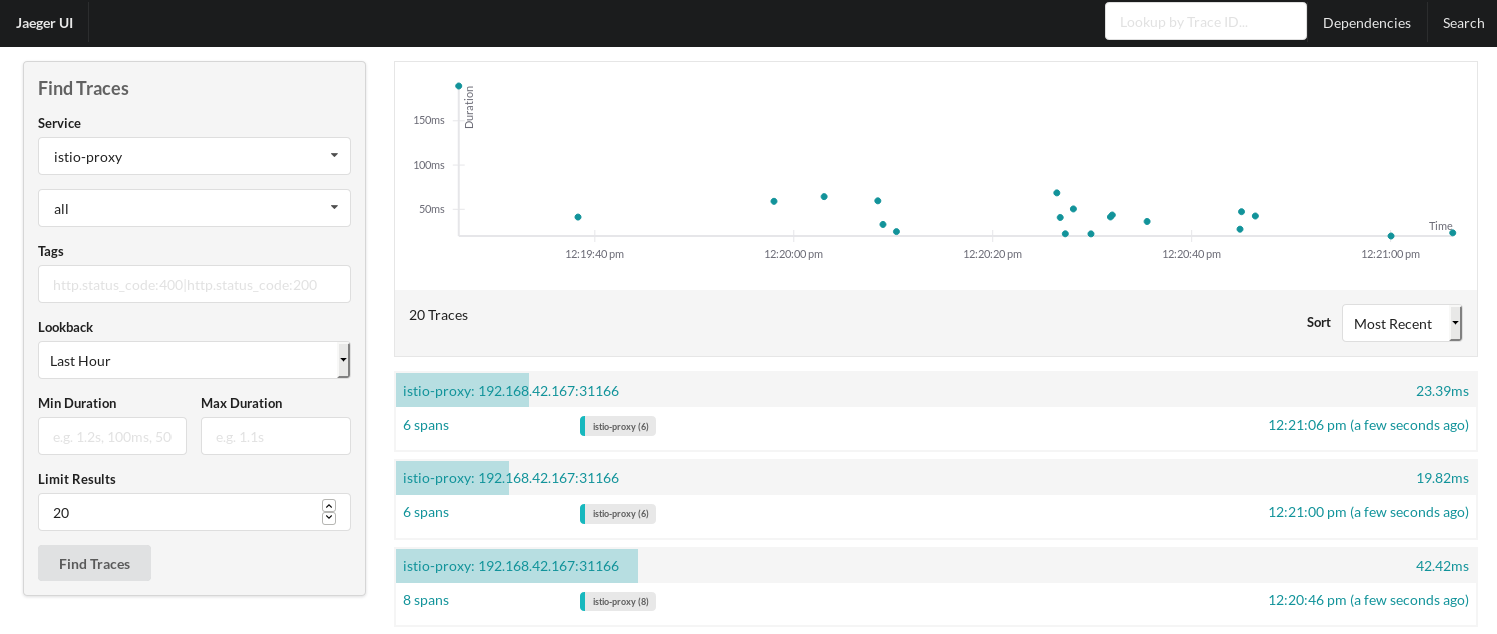 Jaeger UI
Lookup by Trace ID...
Dependencies
Search
Find Traces
Service
istio-proxy
all
Tags
http.status_code:400|http.status_code:200
Lookback
Last Hour
Min Duration
Max Duration
e.g. 1.2s, 100ms, 50
e.g. 1.1s
Limit Results
20
Find Traces
Duration
150ms
100ms
50ms
Time
12:19:40 pm
12:20:00 pm
12:20:20 pm
12:20:40 pm
12:21:00 pm
20 Traces
Sort
Most Recent
istio-proxy: 192.168.42.167:31166
23.39ms
6 spans
istio-proxy (6)
12:21:06 pm (a few seconds ago)
istio-proxy: 192.168.42.167:31166
19.82ms
6 spans
istio-proxy (6)
12:21:00 pm (a few seconds ago)
istio-proxy: 192.168.42.167:31166
42.42ms
8 spans
istio-proxy (8)
12:20:46 pm (a few seconds ago)